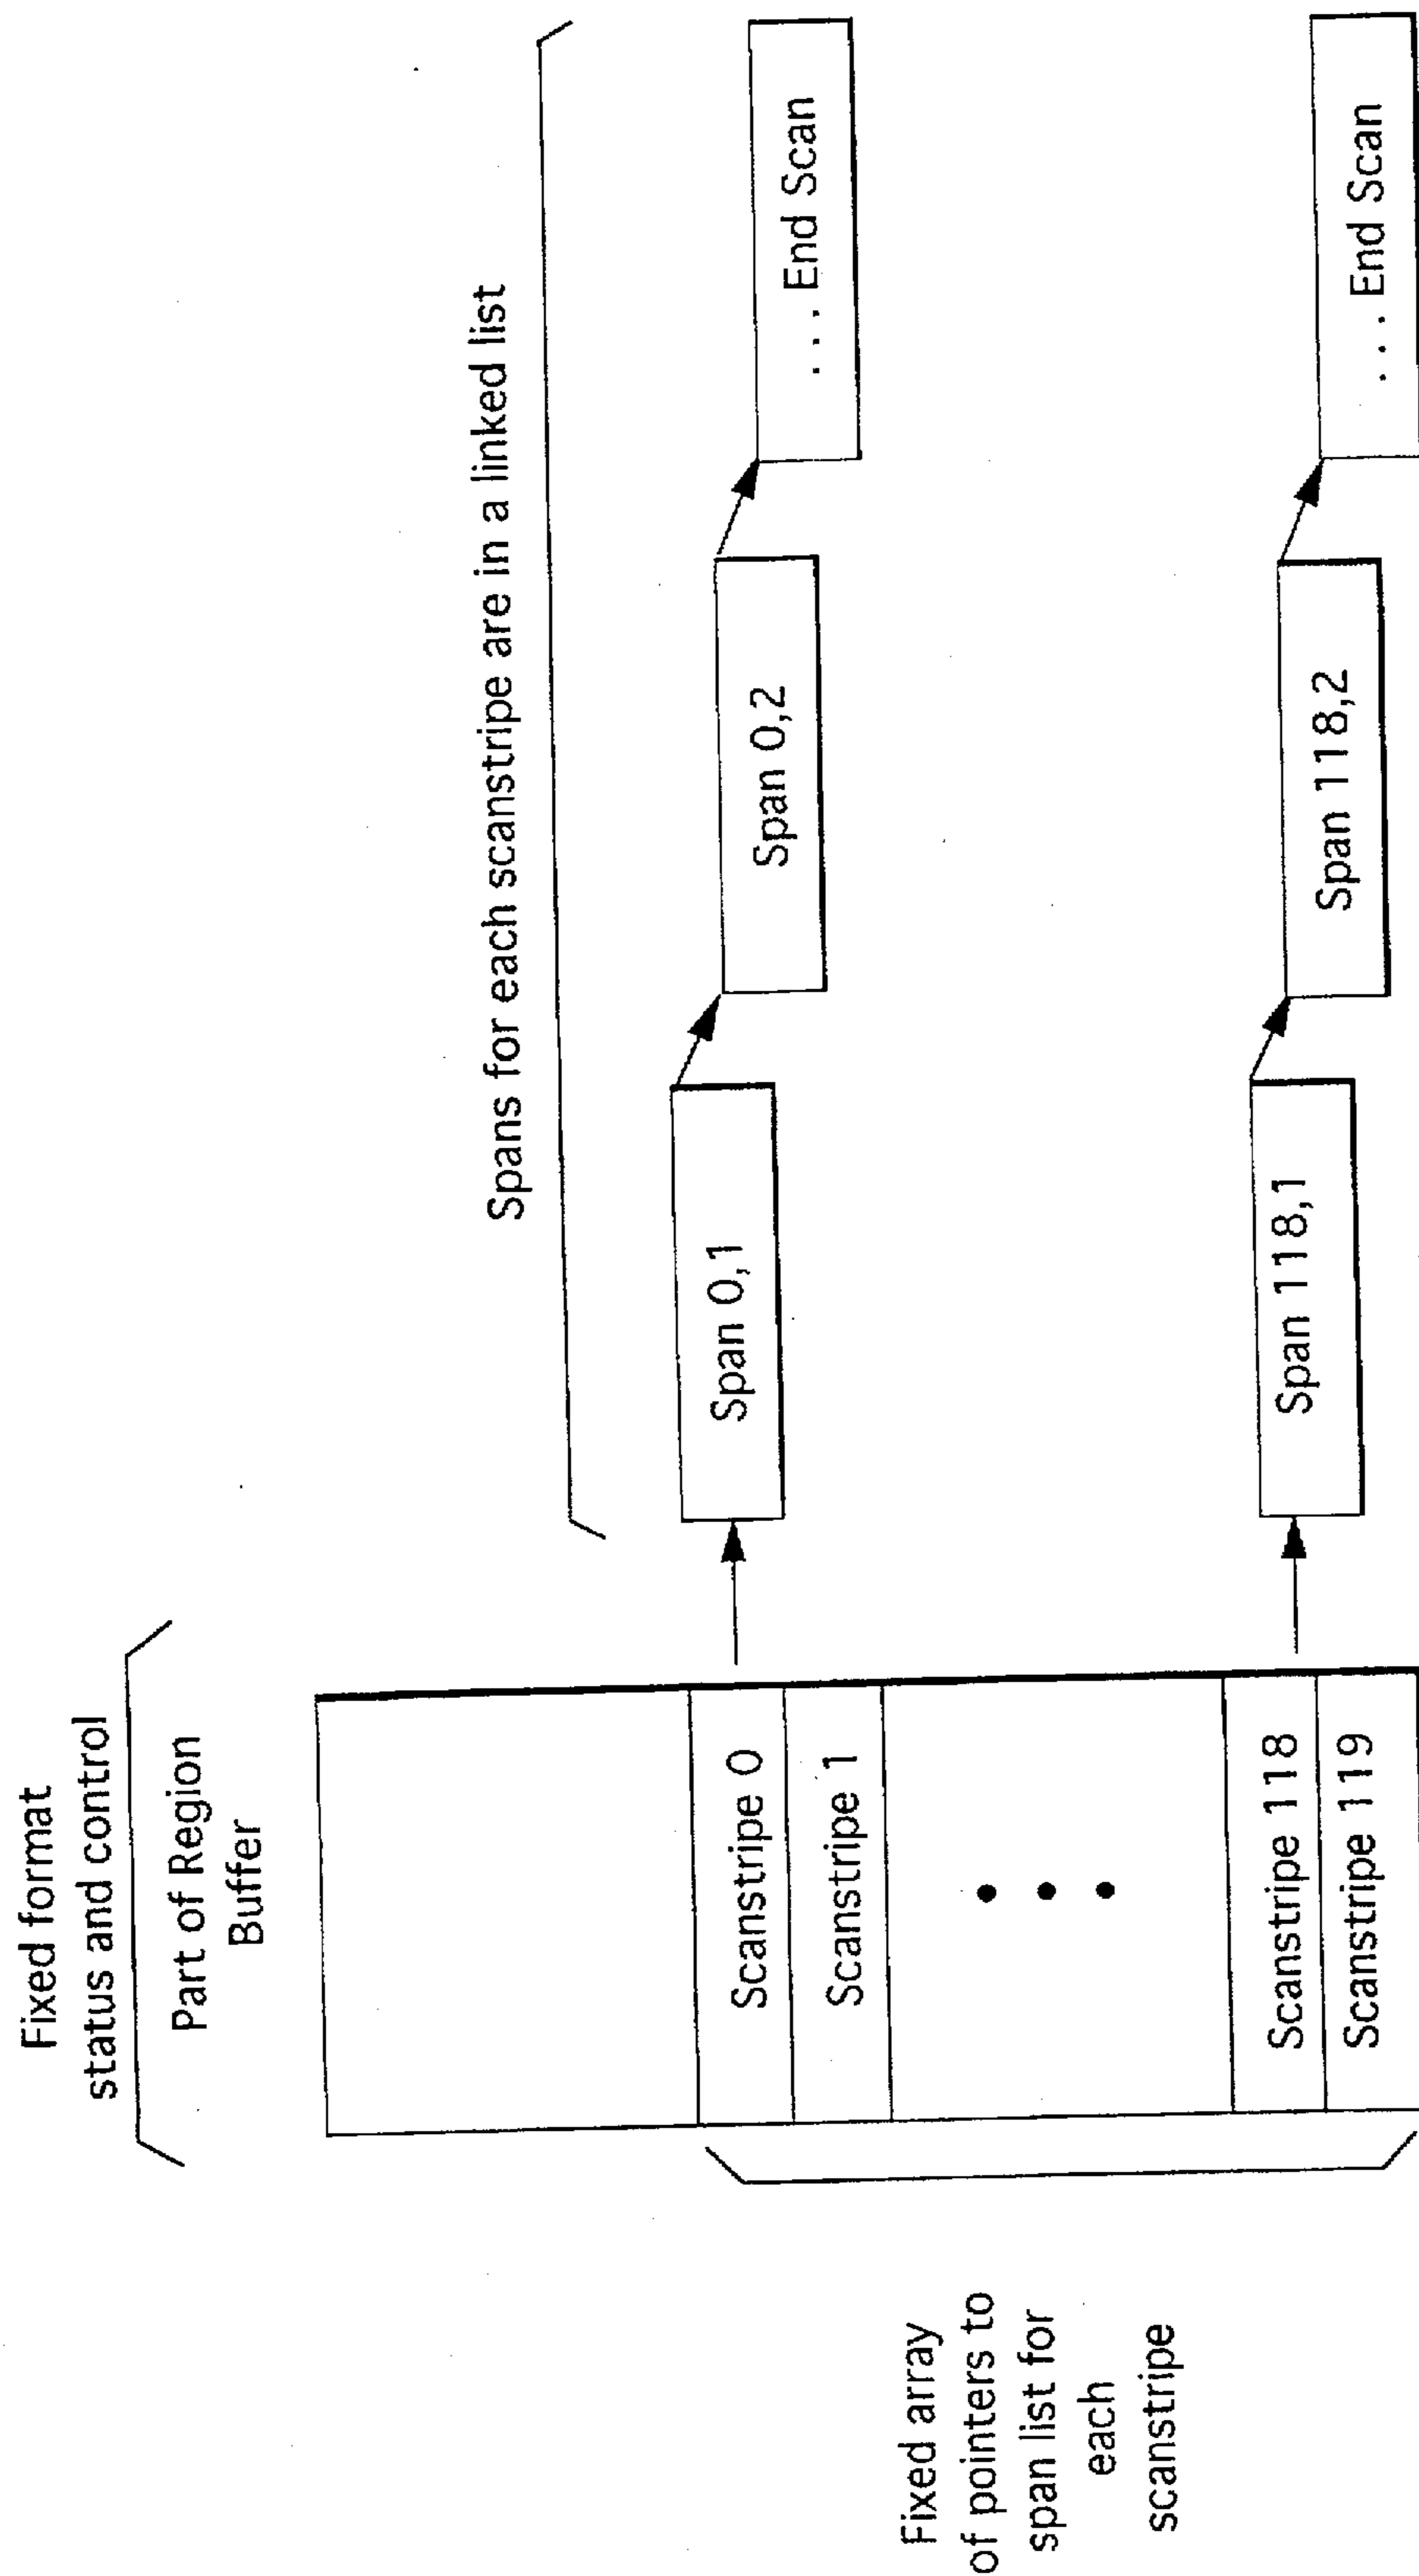 Fixed format
status and control
Part of Region
Buffer
Spans for each scanstripe are in a linked list
Scanstripe 0
Span 0,1
Span 0,2
... End Scan
Scanstripe 1
Fixed array
of pointers to
span list for
each
scanstripe
Scanstripe 118
Span 118,1
Span 118,2
... End Scan
Scanstripe 119